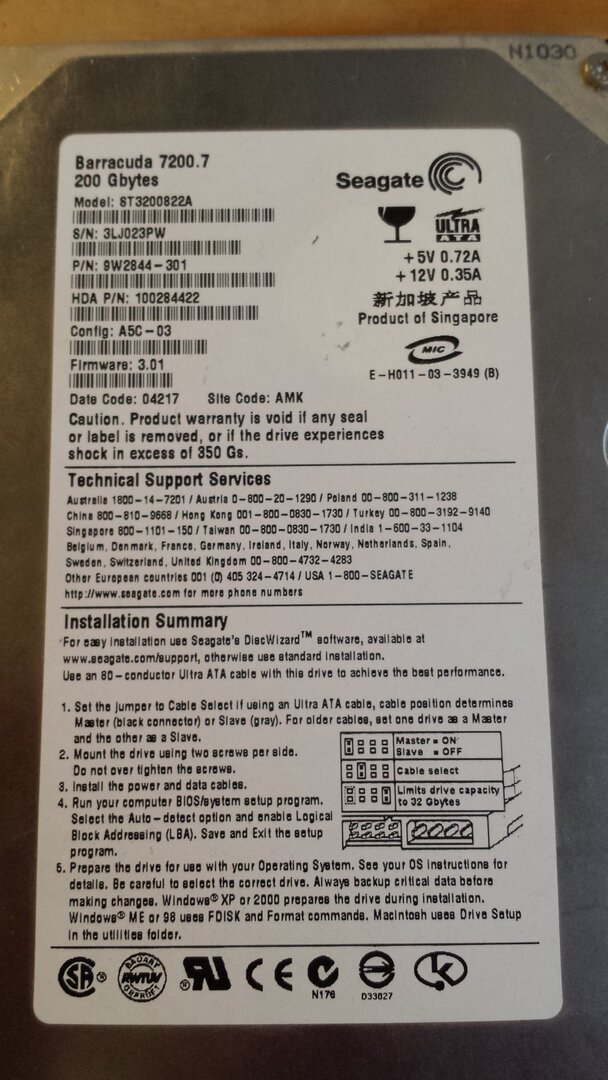 N1030
Barracuda 7200.7
200 Gbytes
Seagate
Model: ST3200822A
S/N: 3LJ023PW
ULTRA
ATA
P/N: 9W2844-301
+5V 0.72A
+12V 0.35A
HDA P/N: 100284422
新加坡产品
Product of Singapore
Config: A5C-03
MIC
Firmware: 3.01
E-H011-03-3949 (B)
Date Code: 04217 Site Code: AMK
Caution. Product warranty is void if any seal
or label is removed, or if the drive experiences
shock in excess of 350 Gs.
Technical Support Services
Australia 1800-14-7201 / Austria 0-800-20-1290 / Poland 00-800-311-1238
China 800-810-9668 / Hong Kong 001-800-0830-1730 / Turkey 00-800-3192-9140
Singapore 800-1101-150 / Taiwan 00-800-0830-1730 / India 1-600-33-1104
Belgium, Denmark, France, Germany, Ireland, Italy, Norway, Netherlands, Spain,
Sweden, Switzerland, United Kingdom 00-800-4732-4283
Other European countries 001 (0) 405 324-4714 / USA 1-800-SEAGATE
http://www.seagate.com for more phone numbers
Installation Summary
For easy installation use Seagate's DiscWizard™ software, available at
www.seagate.com/support, otherwise use standard installation.
Use an 80-conductor Ultra ATA cable with this drive to achieve the best performance.
1. Set the jumper to Cable Select if using an Ultra ATA cable, cable position determines
Master (black connector) or Slave (gray). For older cables, set one drive as a Master
and the other as a Slave.
2. Mount the drive using two screws per side.
Do not over tighten the screws.
3. Install the power and data cables.
4. Run your computer BIOS/system setup program.
Select the Auto-detect option and enable Logical
Block Addressing (LBA). Save and Exit the setup
program.
Master = ON
Slave = OFF
Cable select
Limits drive capacity
to 32 Gbytes
5. Prepare the drive for use with your Operating System. See your OS instructions for
details. Be careful to select the correct drive. Always backup critical data before
making changes. Windows® XP or 2000 prepares the drive during installation.
Windows® ME or 98 uses FDISK and Format commands. Macintosh uses Drive Setup
in the utilities folder.
SA ®
BAUART
RWTUV
GEPRUFT
®
CE
N176
D33027